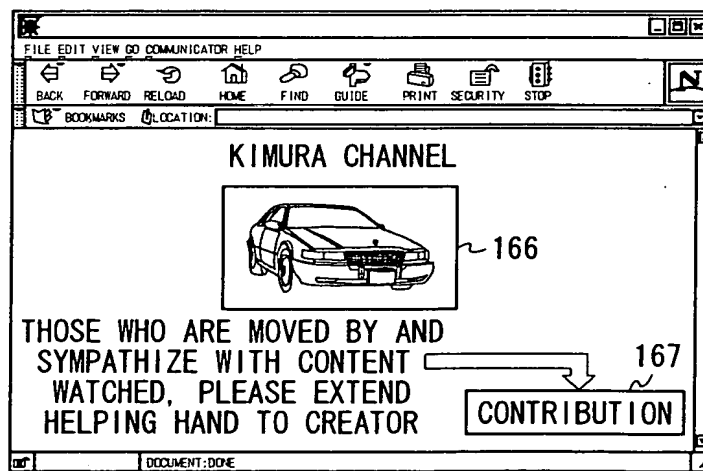 FILE EDIT VIEW GO COMMUNICATOR HELP
BACK FORWARD RELOAD HOME FIND GUIDE PRINT SECURITY STOP
N
BOOKMARKS LOCATION:
KIMURA CHANNEL
166
THOSE WHO ARE MOVED BY AND
SYMPATHIZE WITH CONTENT
WATCHED, PLEASE EXTEND
HELPING HAND TO CREATOR
167
CONTRIBUTION
DOCUMENT:DONE